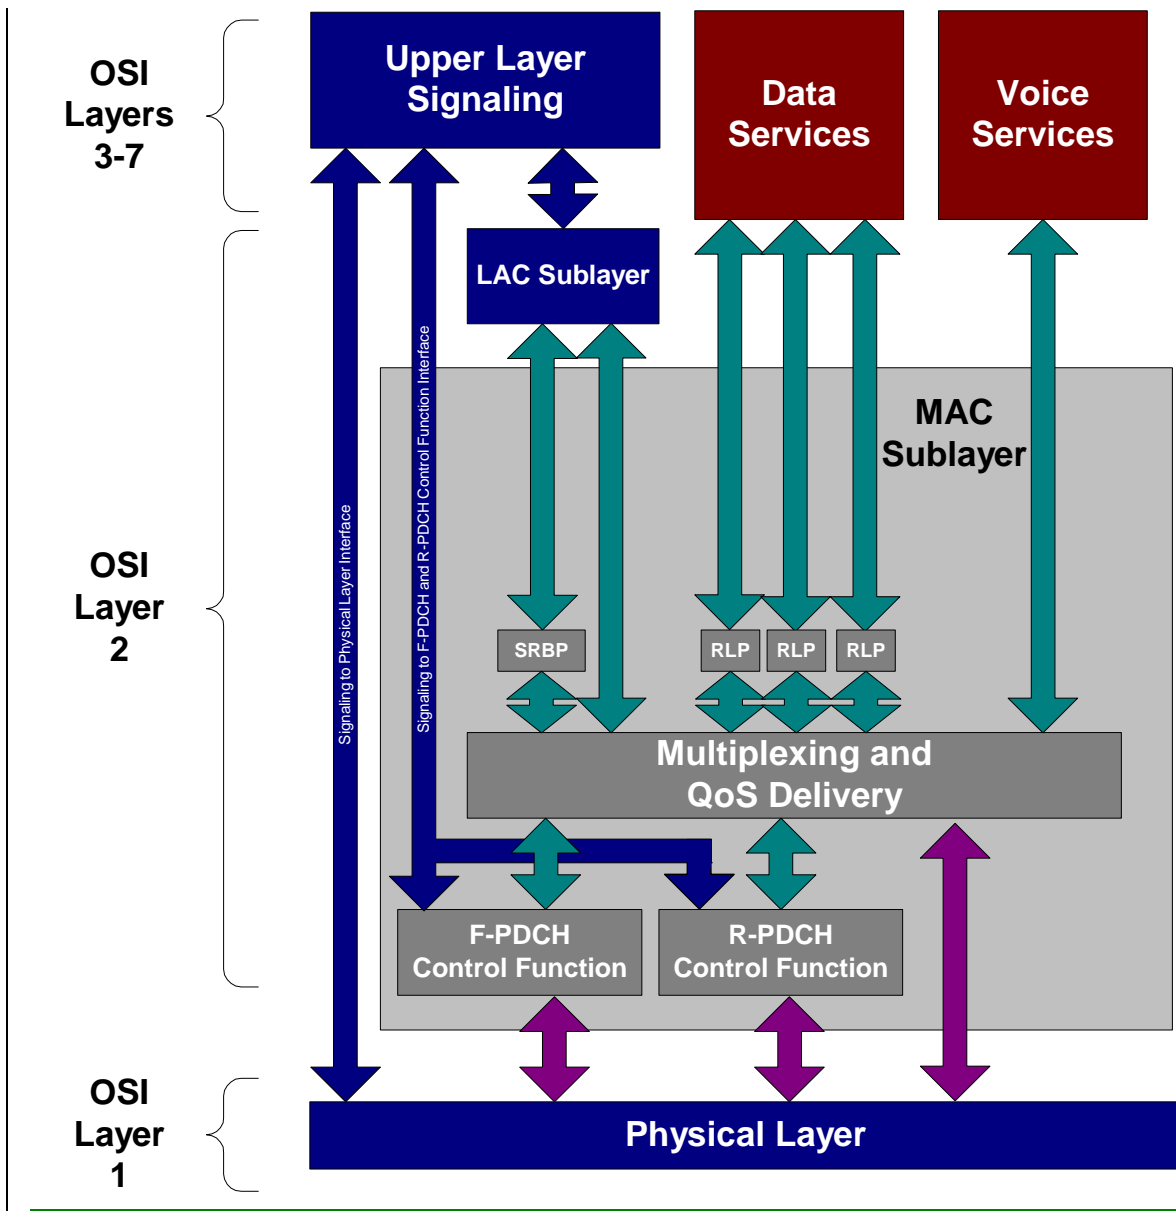 OSI
Layers
3-7
Upper Layer
Signaling
Data
Services
Voice
Services
LAC Sublayer
MAC
Sublayer
OSI
Layer
2
Signaling to Physical Layer Interface
Signaling to F-PDCH and R-PDCH Control Function Interface
SRBP
RLP
RLP
RLP
Multiplexing and
QoS Delivery
F-PDCH
Control Function
R-PDCH
Control Function
OSI
Layer
1
Physical Layer